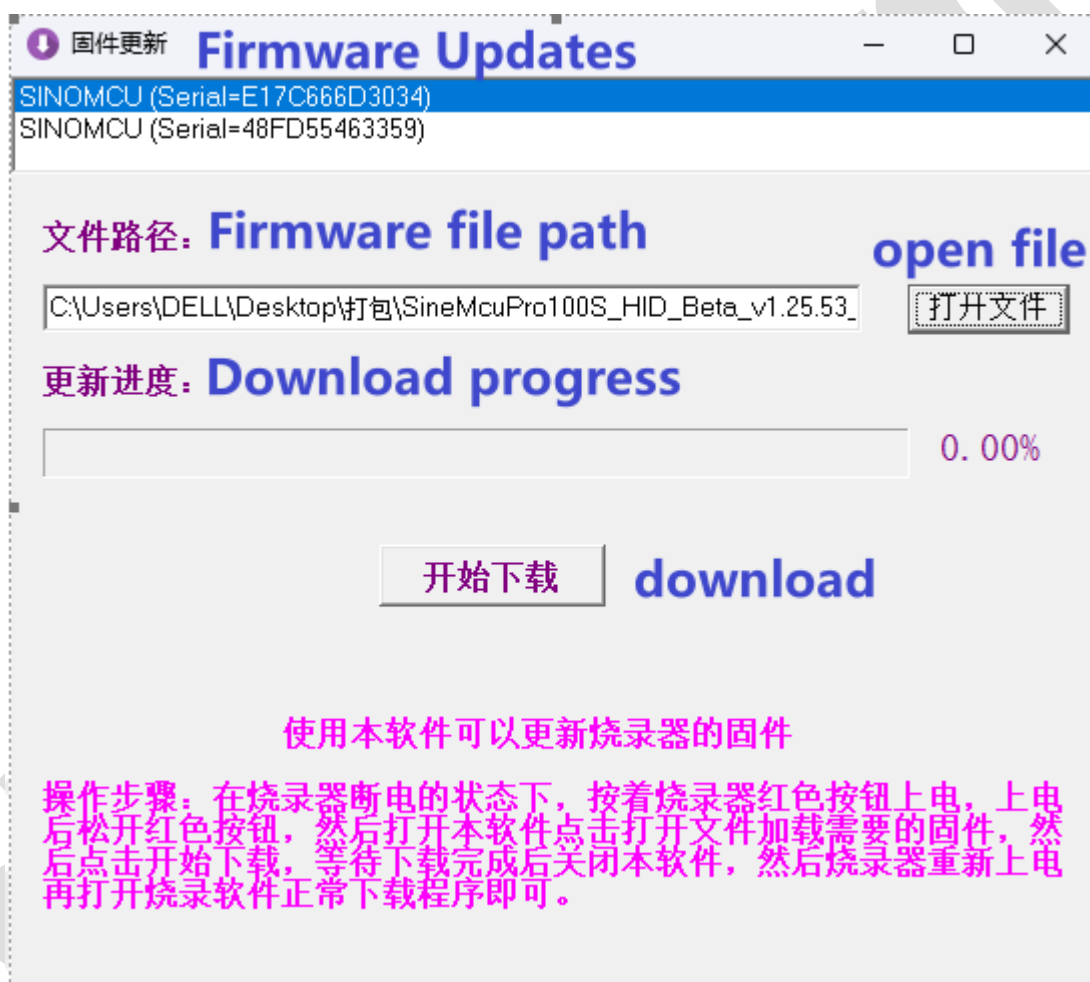 固件更新 Firmware Updates
SINOMCU (Serial=E17C666D3034)
SINOMCU (Serial=48FD55463359)
文件路径：Firmware file path
open file
C:\Users\DELL\Desktop\打包\SineMcuPro100S_HID_Beta_v1.25.53_
打开文件
更新进度：Download progress
0.00%
开始下载 download
使用本软件可以更新烧录器的固件
操作步骤：在烧录器断电的状态下，按着烧录器红色按钮上电，上电
后松开红色按钮，然后打开本软件点击打开文件加载需要的固件，然
后点击开始下载，等待下载完成后关闭本软件，然后烧录器重新上电
再打开烧录软件正常下载程序即可。